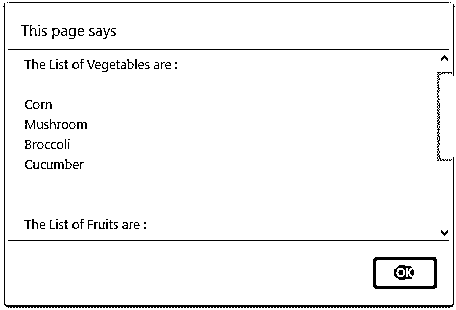 This page says
The List of Vegetables are :
Corn
Mushroom
Broccoli
Cucumber
The List of Fruits are :
OK